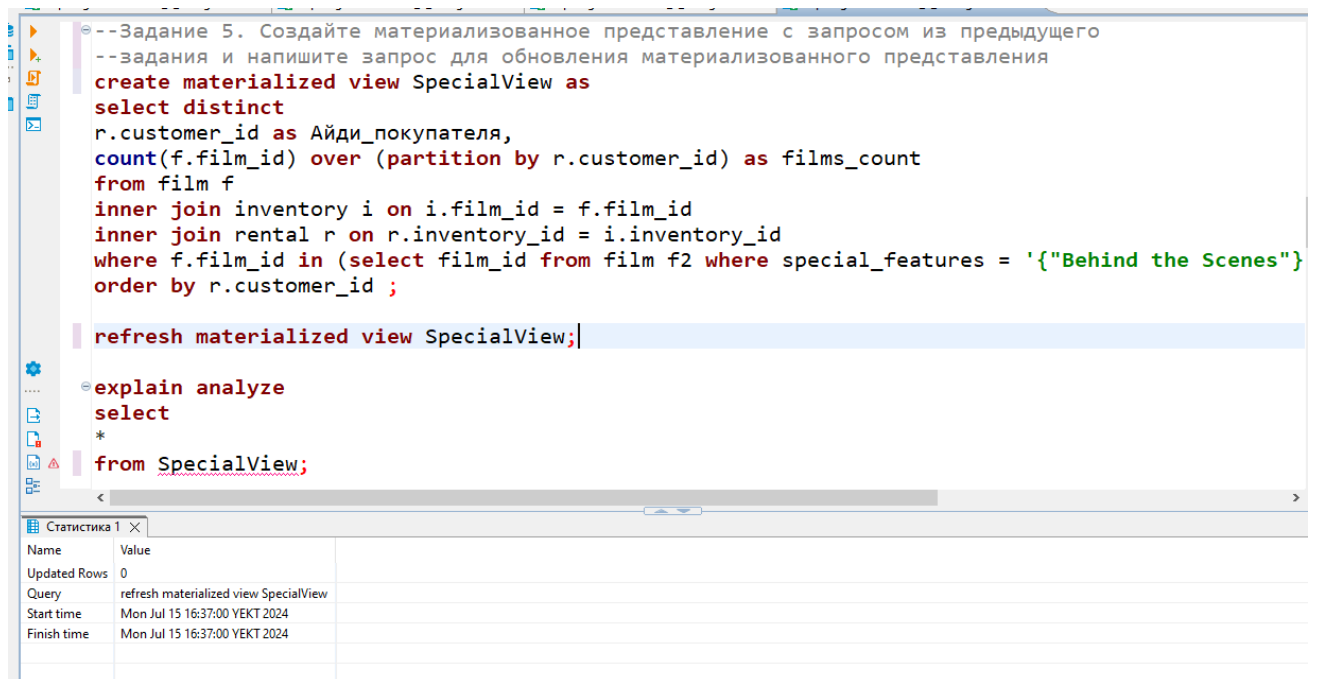 --Задание 5. Создайте материализованное представление с запросом из предыдущего
--задания и напишите запрос для обновления материализованного представления
create materialized view SpecialView as
select distinct
r.customer_id as Айди_покупателя,
count(f.film_id) over (partition by r.customer_id) as films_count
from film f
inner join inventory i on i.film_id = f.film_id
inner join rental r on r.inventory_id = i.inventory_id
where f.film_id in (select film_id from film f2 where special_features = '{"Behind the Scenes"}
order by r.customer_id ;
refresh materialized view SpecialView;
explain analyze
select
*
from SpecialView;
Статистика 1
Name Value
Updated Rows 0
Query refresh materialized view SpecialView
Start time Mon Jul 15 16:37:00 YEKT 2024
Finish time Mon Jul 15 16:37:00 YEKT 2024